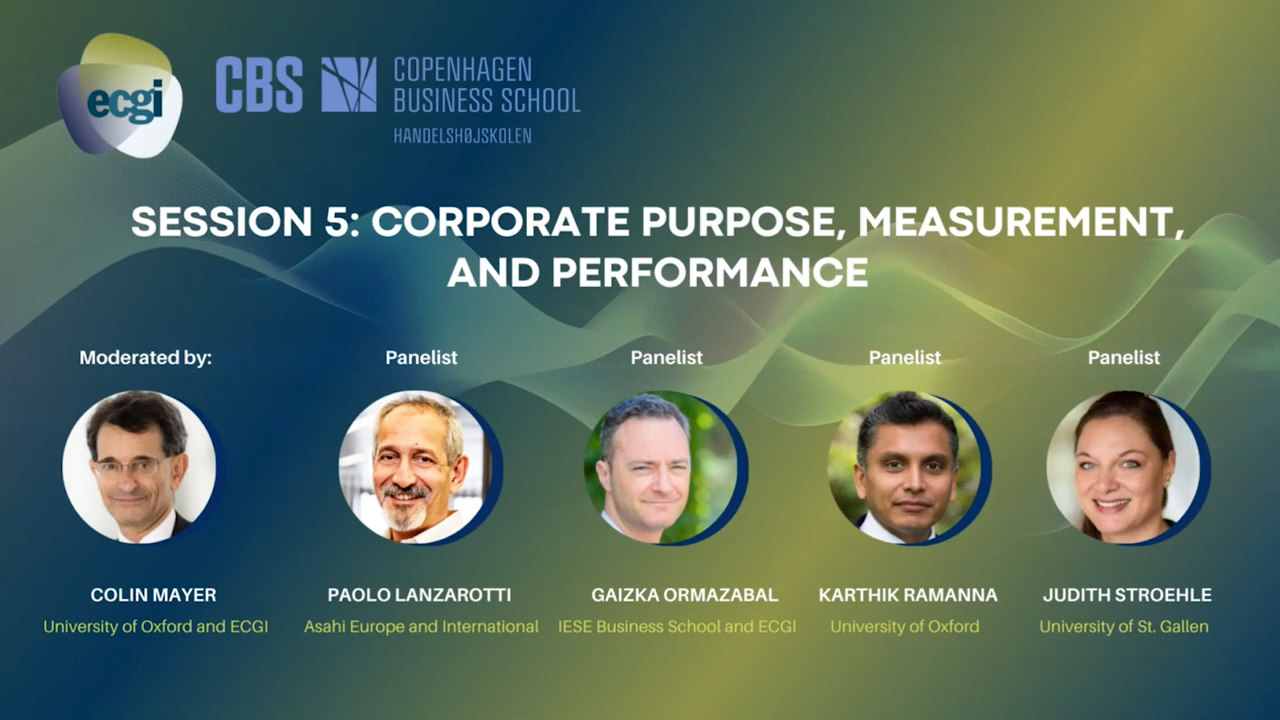 ecgi
CBS
COPENHAGEN
BUSINESS SCHOOL
HANDELSHØJSKOLEN
SESSION 5: CORPORATE PURPOSE, MEASUREMENT,
AND PERFORMANCE
Moderated by:
Panelist
Panelist
Panelist
Panelist
COLIN MAYER
PAOLO LANZAROTTI
GAIZKA ORMAZABAL
KARTHIK RAMANNA
JUDITH STROEHLE
University of Oxford and ECGI
Asahi Europe and International
IESE Business School and ECGI
University of Oxford
University of St. Gallen